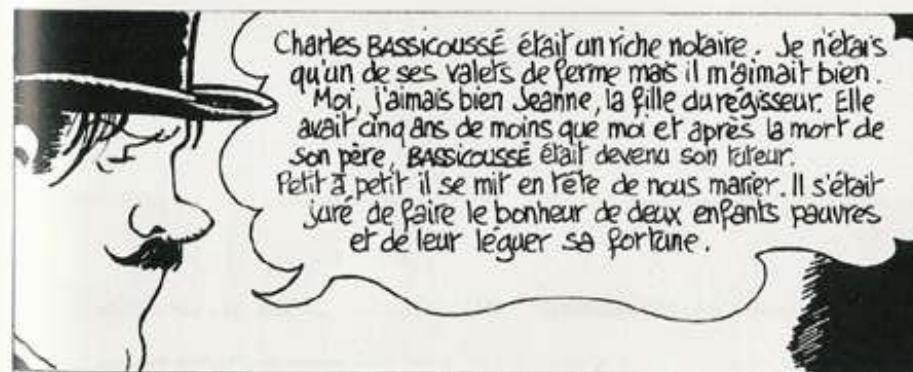 Charles BASSICOUSSÉ était un riche notaire. Je n'étais
qu'un de ses valets de ferme mais il m'aimait bien.
Moi, j'aimais bien Jeanne, la fille du régisseur. Elle
avait cinq ans de moins que moi et après la mort de
son père, BASSICOUSSÉ était devenu son tuteur.
Petit à petit il se mit en tête de nous marier. Il s'était
juré de faire le bonheur de deux enfants pauvres
et de leur léguer sa fortune.